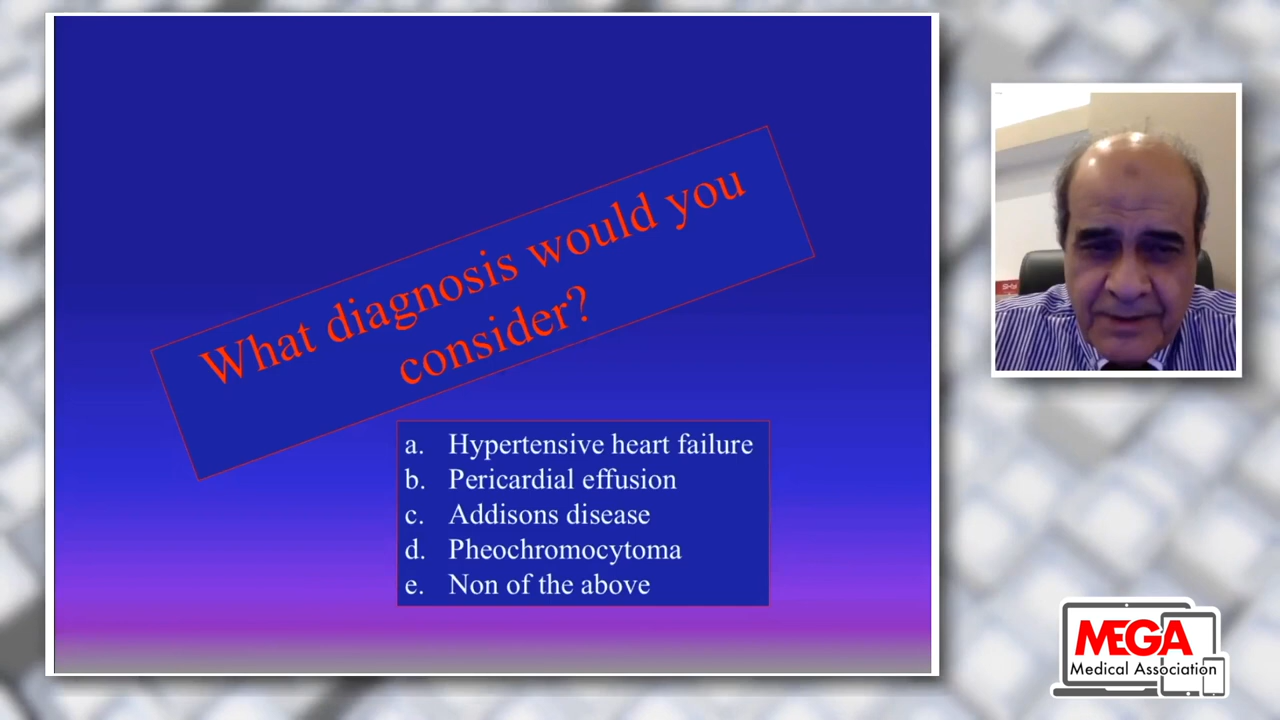 What diagnosis would you
consider?
a. Hypertensive heart failure
b. Pericardial effusion
c. Addisons disease
d. Pheochromocytoma
e. Non of the above
MEGA
Medical Association